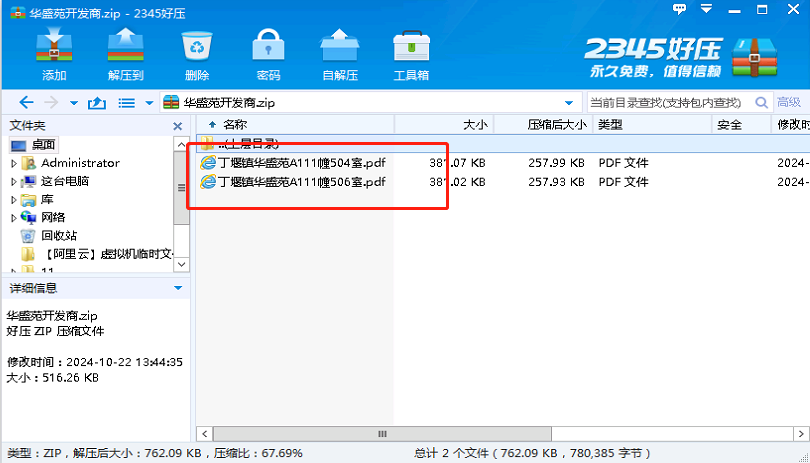 华盛苑开发商.zip - 2345好压
添加
解压到
删除
密码
自解压
工具箱
2345好压
永久免费，值得信赖
华盛苑开发商.zip
当前目录查找(支持包内查找)
高级
文件夹
名称
大小
压缩后大小
类型
安全
修改时
桌面
..(上层目录)
Administrator
丁堰镇华盛苑A111幢504室.pdf
.07 KB
257.90 KB
PDF 文件
2024-
这台电脑
丁堰镇华盛苑A111幢506室.pdf
.02 KB
257.93 KB
PDF 文件
2024-
库
网络
回收站
【阿里云】虚拟机临时文
11
详细信息
华盛苑开发商.zip
好压 ZIP 压缩文件
修改时间：2024-10-22 13:44:35
大小：516.26 KB
类型：ZIP，解压后大小：762.09 KB，压缩比：67.69%
总计 2 个文件（762.09 KB，780,385 字节）